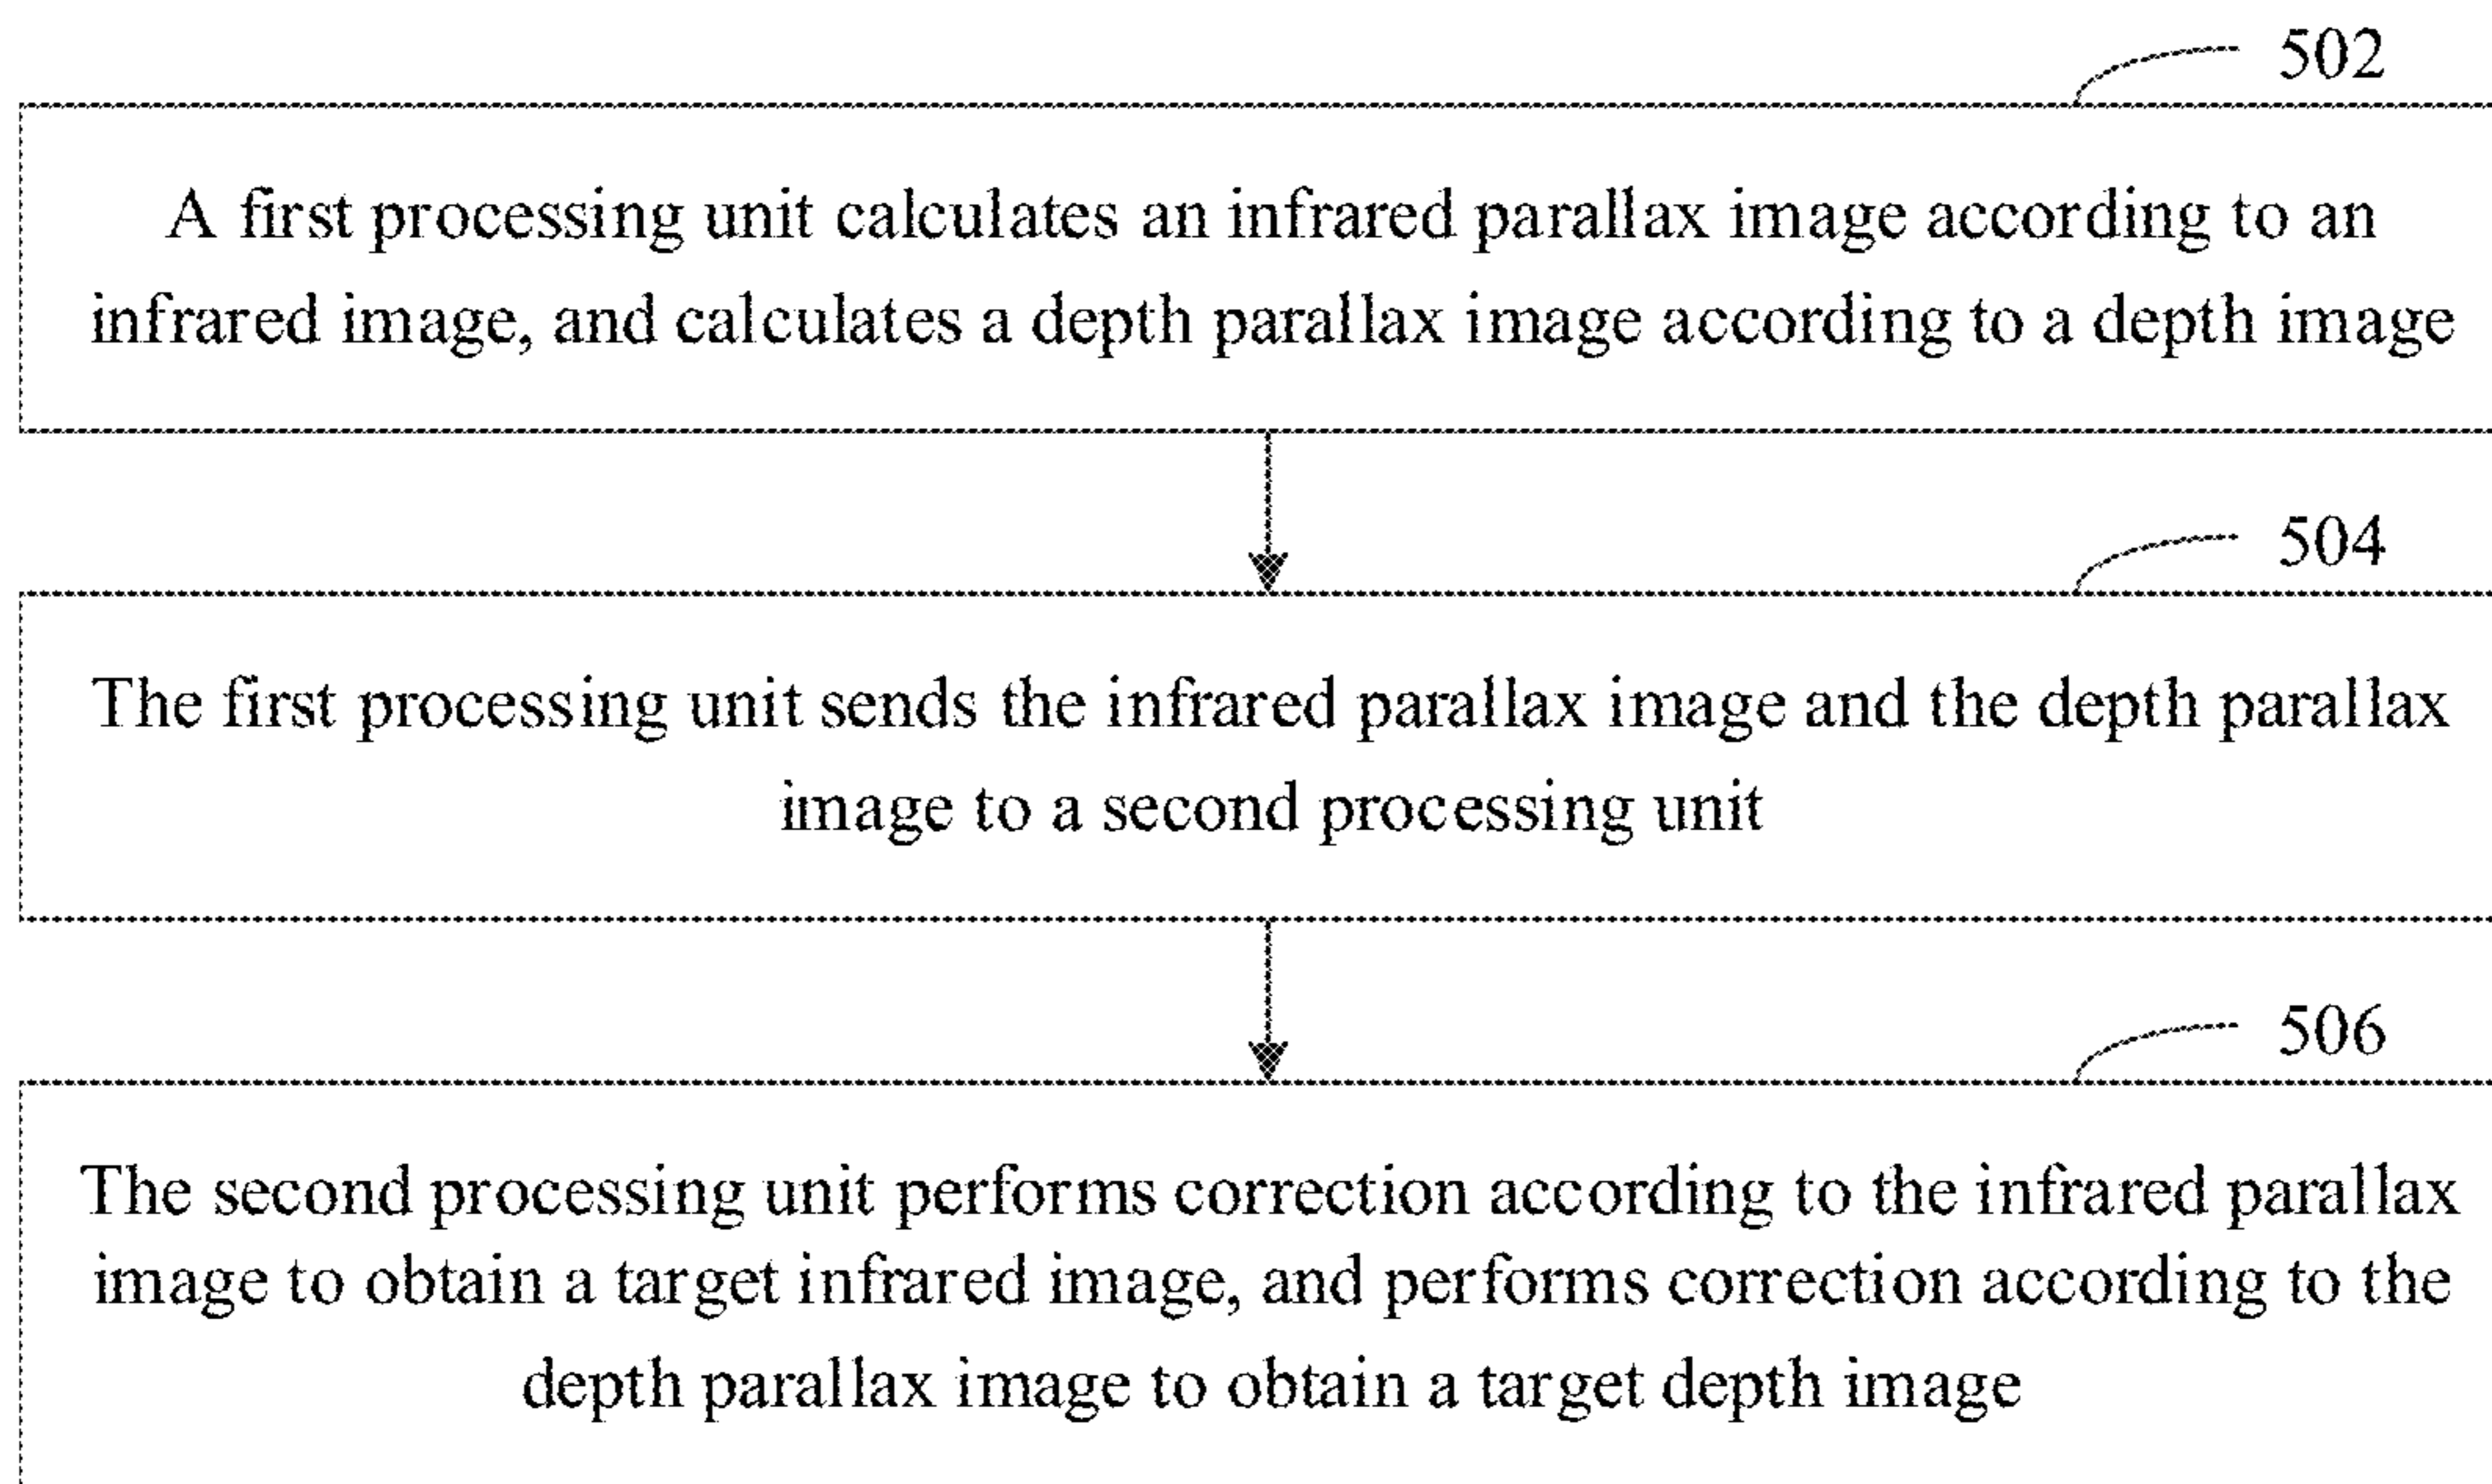 502
A first processing unit calculates an infrared parallax image according to an
infrared image, and calculates a depth parallax image according to a depth image
504
The first processing unit sends the infrared parallax image and the depth parallax
image to a second processing unit
506
The second processing unit performs correction according to the infrared parallax
image to obtain a target infrared image, and performs correction according to the
depth parallax image to obtain a target depth image